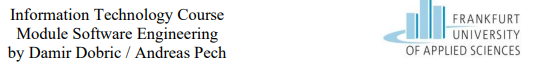 Information Technology Course
Module Software Engineering
by Damir Dobric / Andreas Pech
FRANKFURT
UNIVERSITY
OF APPLIED SCIENCES